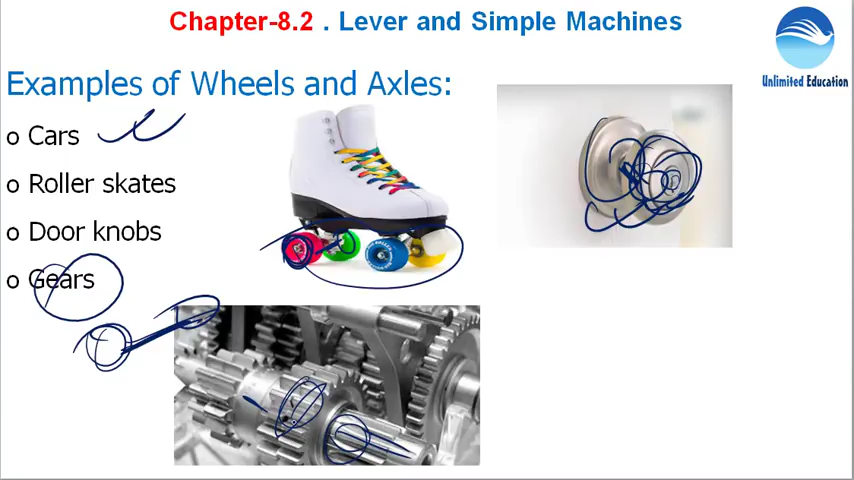 Chapter-8.2 . Lever and Simple Machines
Unlimited Education
Examples of Wheels and Axles:
o Cars
o Roller skates
o Door knobs
o Gears